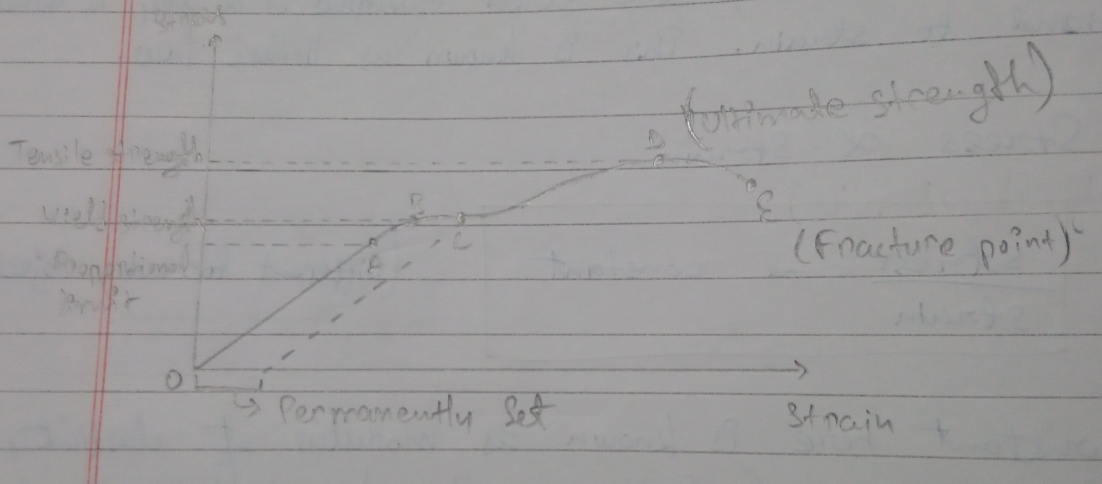 Stress
(Ultimate strength)
D
Tensile strength
B
Yield strength
C
E
A
(Fracture point)
Proportional
limit
O
Permanently Set
Strain